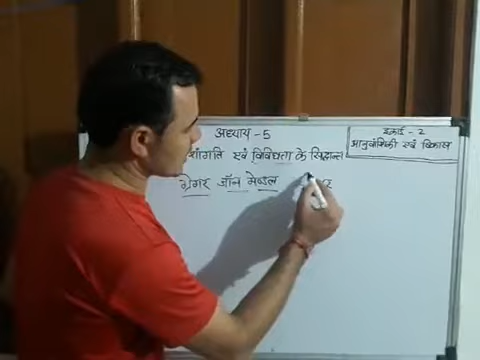 अध्याय - 5
इकाई - 2
आनुवंशिकी एवं विकास
शागति एवं विविधता के सिद्धान्त
ग्रेगर जॉन मेण्डल